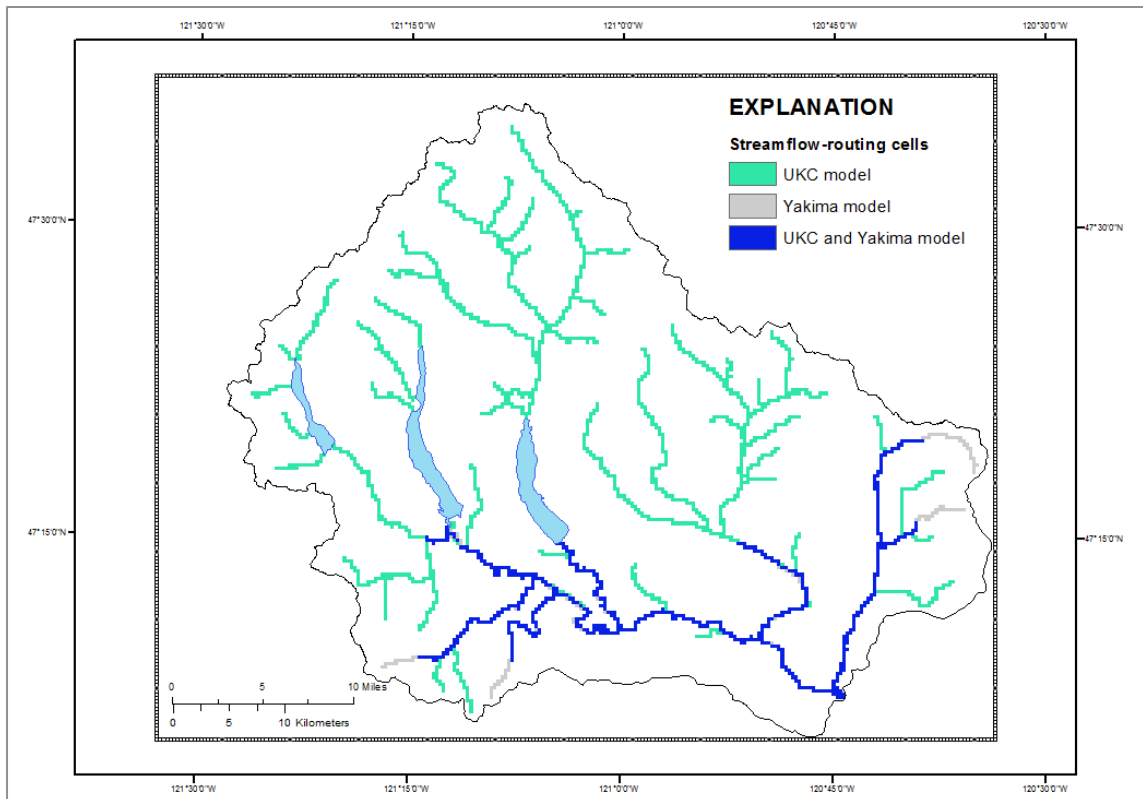 121°30'0"W 121°15'0"W 121°0'0"W 120°45'0"W 120°30'0"W
EXPLANATION
Streamflow-routing cells
UKC model
Yakima model
UKC and Yakima model
47°30'0"N 47°30'0"N
47°15'0"N 47°15'0"N
0 5 10 Miles
0 5 10 Kilometers
121°30'0"W 121°15'0"W 121°0'0"W 120°45'0"W 120°30'0"W